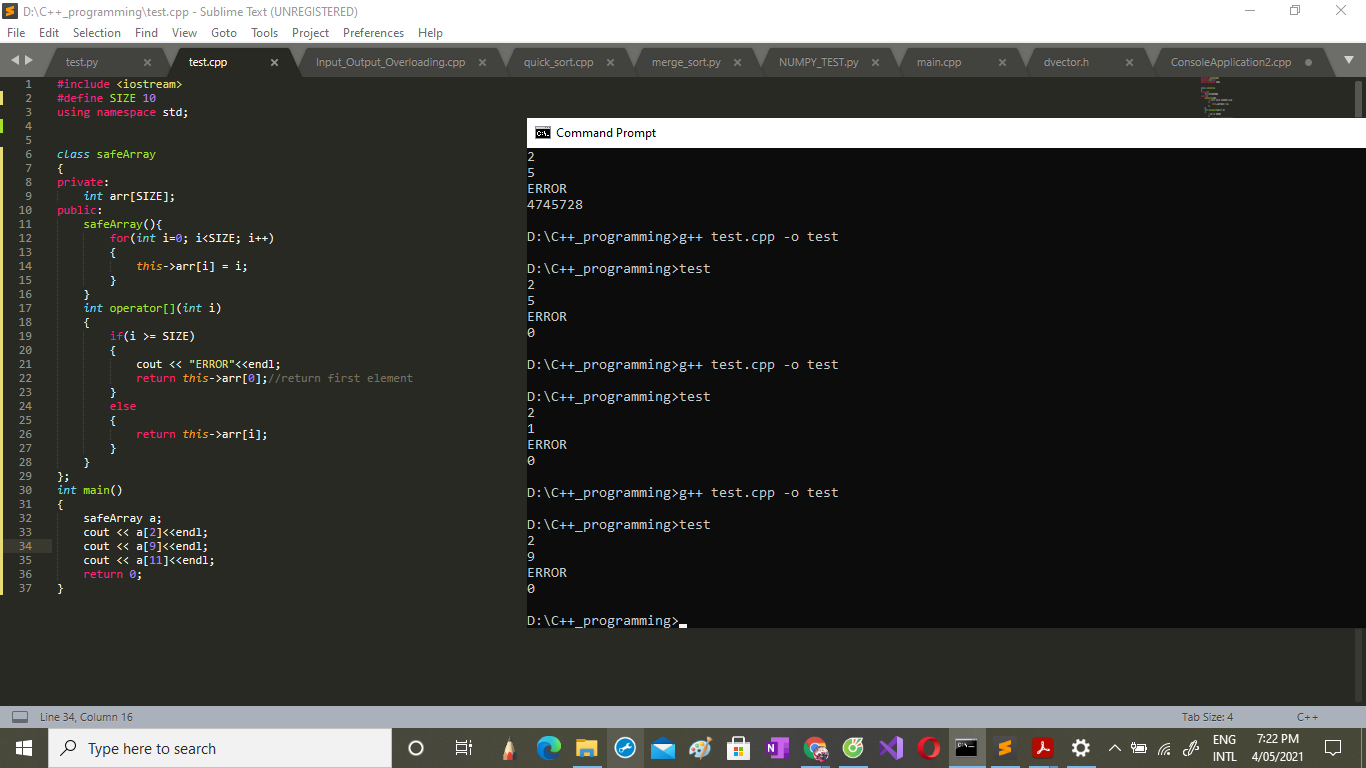 D:\C++_programming\test.cpp - Sublime Text (UNREGISTERED)
File Edit Selection Find View Goto Tools Project Preferences Help
test.py test.cpp Input_Output_Overloading.cpp quick_sort.cpp merge_sort.py NUMPY_TEST.py main.cpp dvector.h ConsoleApplication2.cpp
1 #include <iostream>
2 #define SIZE 10
3 using namespace std;
4
5
6 class safeArray
7 {
8 private:
9 int arr[SIZE];
10 public:
11 safeArray(){
12 for(int i=0; i<SIZE; i++)
13 {
14 this->arr[i] = i;
15 }
16 }
17 int operator[](int i)
18 {
19 if(i >= SIZE)
20 {
21 cout << "ERROR"<<endl;
22 return this->arr[0];//return first element
23 }
24 else
25 {
26 return this->arr[i];
27 }
28 }
29 };
30 int main()
31 {
32 safeArray a;
33 cout << a[2]<<endl;
34 cout << a[9]<<endl;
35 cout << a[11]<<endl;
36 return 0;
37 }
Command Prompt
2
5
ERROR
4745728
D:\C++_programming>g++ test.cpp -o test
D:\C++_programming>test
2
5
ERROR
0
D:\C++_programming>g++ test.cpp -o test
D:\C++_programming>test
2
1
ERROR
0
D:\C++_programming>g++ test.cpp -o test
D:\C++_programming>test
2
9
ERROR
0
D:\C++_programming>
Line 34, Column 16 Tab Size: 4 C++
Type here to search
ENG
INTL
7:22 PM
4/05/2021